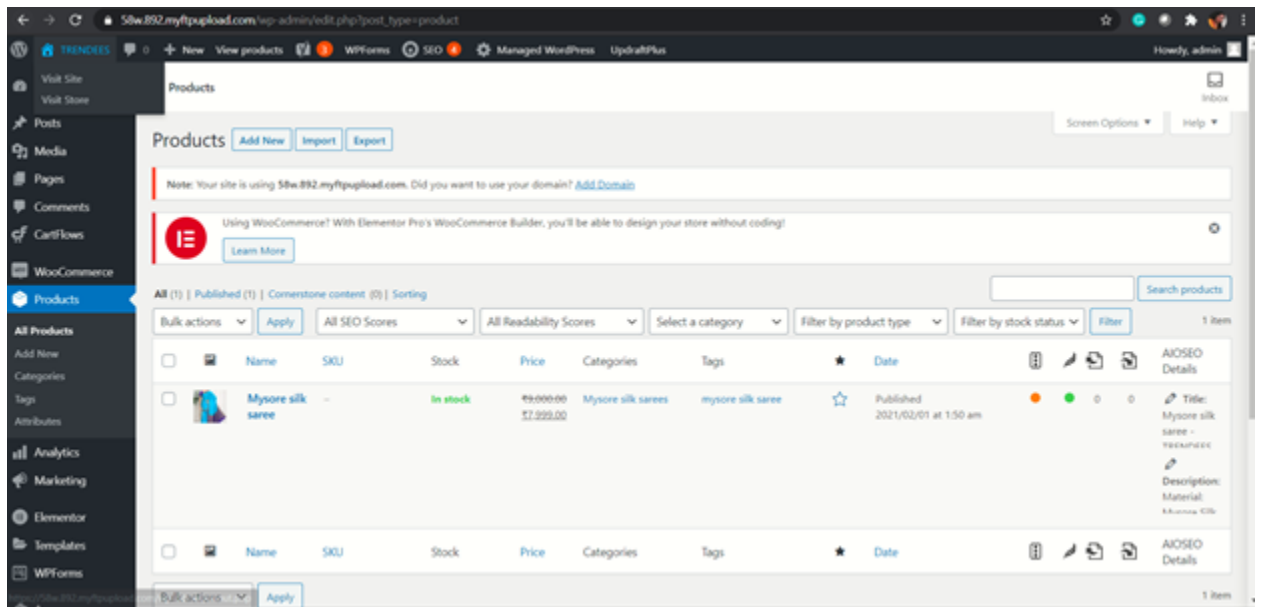 58w.892.myftpupload.com/wp-admin/edit.php?post_type=product
TRENDEES 0 New View products 1 WPForms SEO 4 Managed WordPress UpdraftPlus Howdy, admin
Visit Site
Visit Store
Products
Inbox
Screen Options Help
Posts
Media
Pages
Comments
CartFlows
WooCommerce
Products
All Products
Add New
Categories
Tags
Attributes
Analytics
Marketing
Elementor
Templates
WPForms
Products Add New Import Export
Note: Your site is using 58w.892.myftpupload.com. Did you want to use your domain? Add Domain
Using WooCommerce? With Elementor Pro's WooCommerce Builder, you'll be able to design your store without coding!
Learn More
All (1) | Published (1) | Cornerstone content (0) | Sorting
Search products
Bulk actions Apply All SEO Scores All Readability Scores Select a category Filter by product type Filter by stock status Filter 1 item
Name SKU Stock Price Categories Tags Date AIOSEO
Details
Mysore silk – In stock ₹9,000.00 Mysore silk sarees mysore silk saree Published 0 0 Title:
saree ₹7,999.00 2021/02/01 at 1:50 am Mysore silk
saree -
TRENDEES
Description:
Material:
Mysore Silk
Name SKU Stock Price Categories Tags Date AIOSEO
Details
Bulk actions Apply 1 item